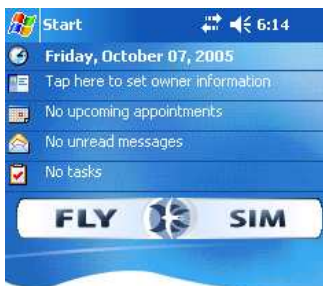 Start 6:14
Friday, October 07, 2005
Tap here to set owner information
No upcoming appointments
No unread messages
No tasks
FLY SIM